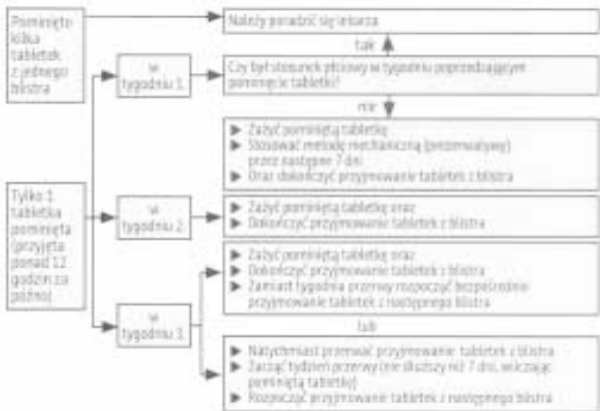 Pominięto
kilka
tabletek
z jednego
blistra
Należy poradzić się lekarza
tak
w
tygodniu 1.
Czy był stosunek płciowy w tygodniu poprzedzającym
pominięcie tabletki?
nie
▶ Zażyć pominiętą tabletkę
▶ Stosować metodę mechaniczną (prezerwatywę)
przez następne 7 dni
▶ Oraz dokończyć przyjmowanie tabletek z blistra
Tylko 1
tabletka
pominięta
(przyjęta
ponad 12
godzin za
późno)
w
tygodniu 2.
▶ Zażyć pominiętą tabletkę oraz
▶ Dokończyć przyjmowanie tabletek z blistra
w
tygodniu 3.
▶ Zażyć pominiętą tabletkę oraz
▶ Dokończyć przyjmowanie tabletek z blistra
▶ Zamiast tygodnia przerwy rozpocząć bezpośrednio
przyjmowanie tabletek z następnego blistra
lub
▶ Natychmiast przerwać przyjmowanie tabletek z blistra
▶ Zacząć tydzień przerwy (nie dłuższy niż 7 dni, wliczając
pominiętą tabletkę)
▶ Rozpocząć przyjmowanie tabletek z następnego blistra